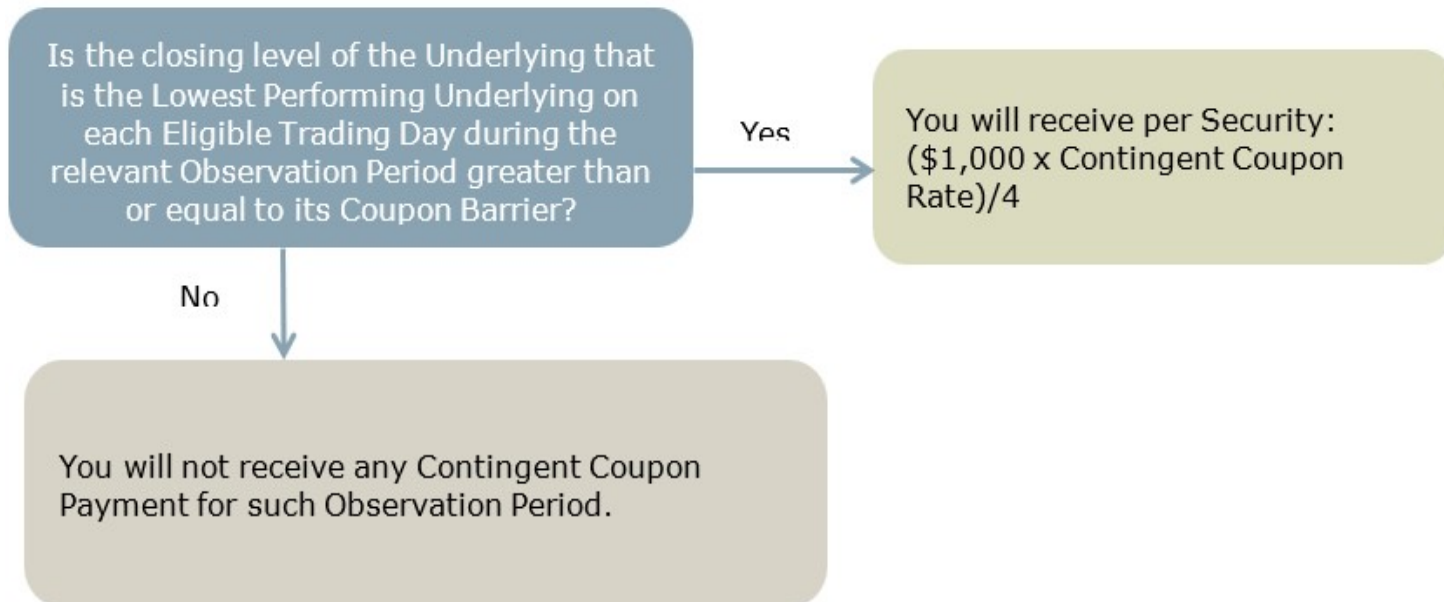 Is the closing level of the Underlying that
is the Lowest Performing Underlying on
each Eligible Trading Day during the
relevant Observation Period greater than
or equal to its Coupon Barrier?
Yes
You will receive per Security:
($1,000 x Contingent Coupon
Rate)/4
No
You will not receive any Contingent Coupon
Payment for such Observation Period.